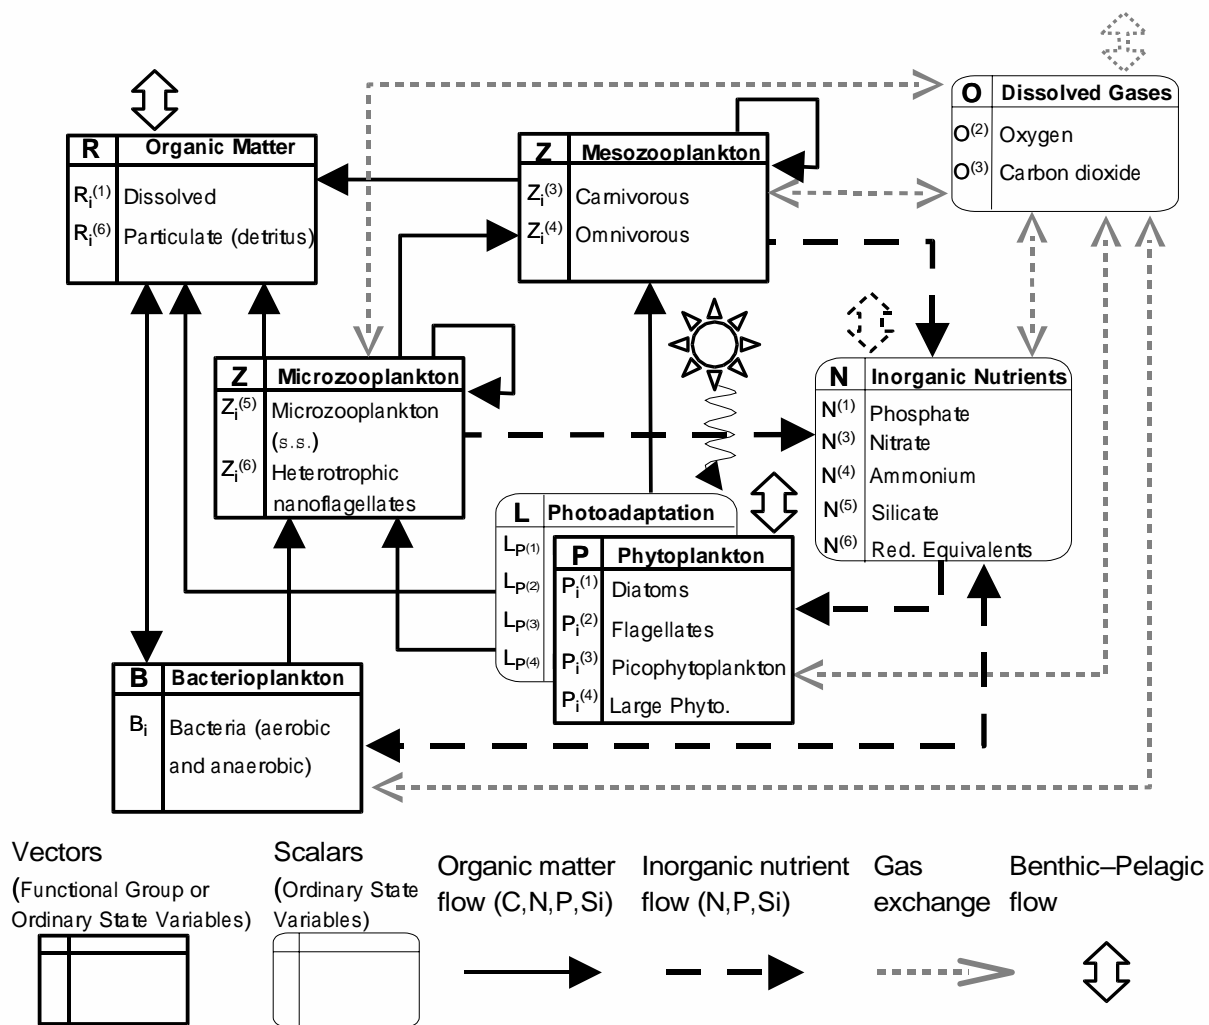 O Dissolved Gases
O(2) Oxygen
O(3) Carbon dioxide
R Organic Matter
Ri(1) Dissolved
Ri(6) Particulate (detritus)
Z Mesozooplankton
Zi(3) Carnivorous
Zi(4) Omnivorous
Z Microzooplankton
Zi(5) Microzooplankton
(s.s.)
Zi(6) Heterotrophic
nanoflagellates
N Inorganic Nutrients
N(1) Phosphate
N(3) Nitrate
N(4) Ammonium
N(5) Silicate
N(6) Red. Equivalents
L Photoadaptation
LP(1)
LP(2)
LP(3)
LP(4)
P Phytoplankton
Pi(1) Diatoms
Pi(2) Flagellates
Pi(3) Picophytoplankton
Pi(4) Large Phyto.
B Bacterioplankton
Bi Bacteria (aerobic
and anaerobic)
Vectors
(Functional Group or
Ordinary State Variables)
Scalars
(Ordinary State
Variables)
Organic matter
flow (C,N,P,Si)
Inorganic nutrient
flow (N,P,Si)
Gas
exchange
Benthic–Pelagic
flow